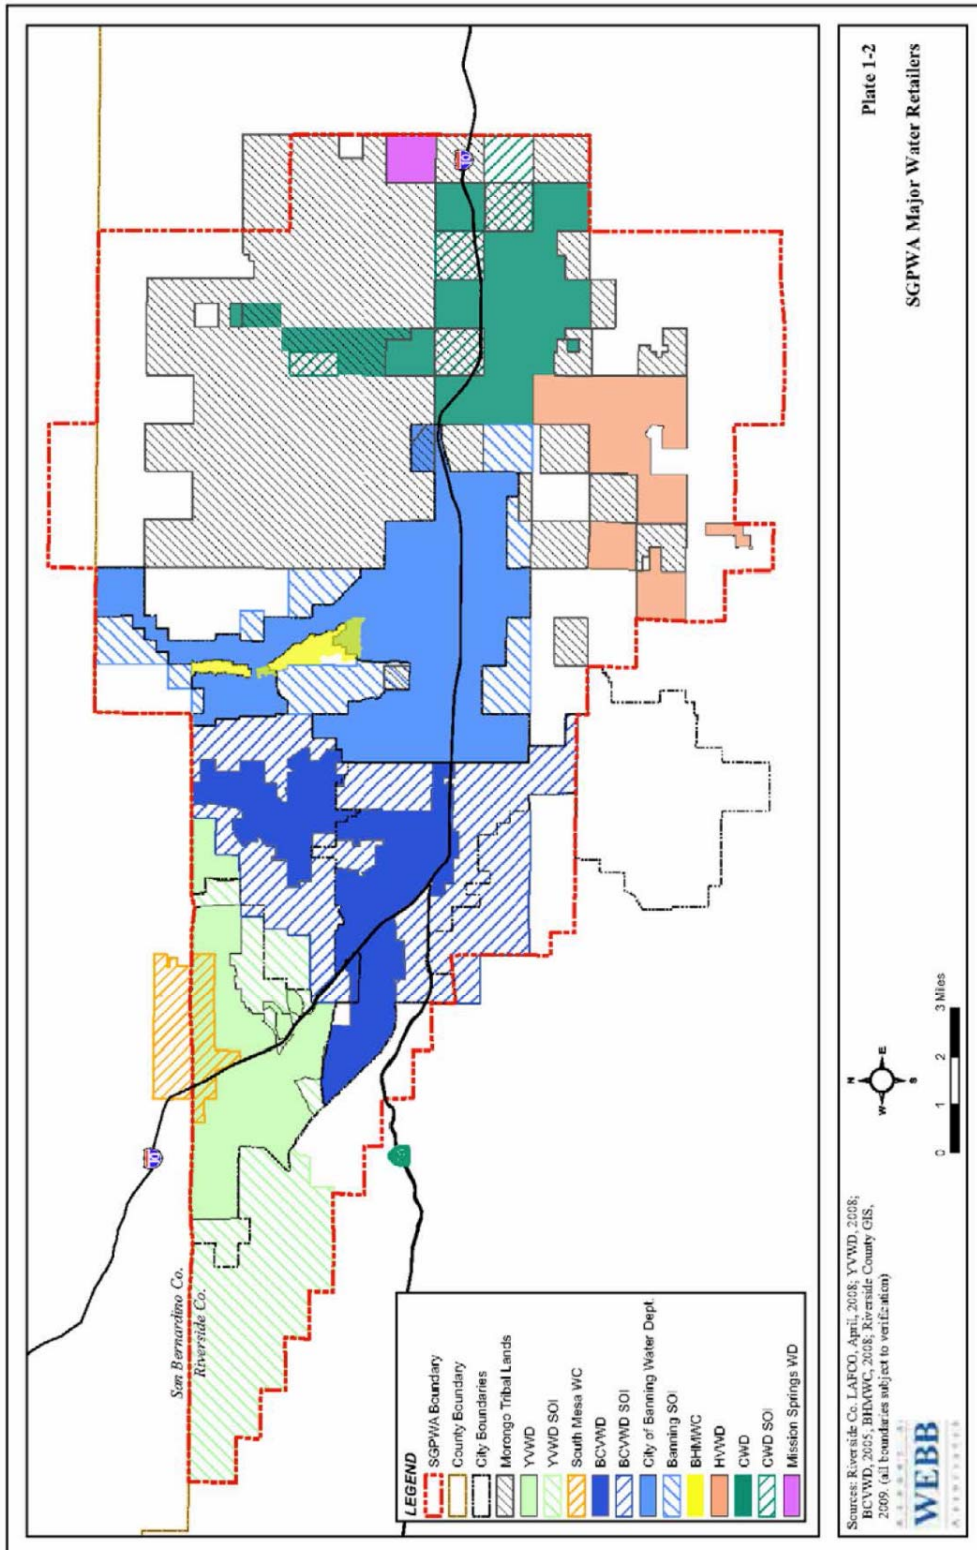 San Bernardino Co.
Riverside Co.
10
10
LEGEND
SGPWA Boundary
County Boundary
City Boundaries
Morongo Tribal Lands
YVWD
YVWD SOI
South Mesa WC
BCVWD
BCVWD SOI
City of Banning Water Dept.
Banning SOI
BHMWC
HVWD
CWD
CWD SOI
Mission Springs WD
Sources: Riverside Co. LAFCO, April, 2008; YVWD, 2008;
BCVWD, 2005; BHMWC, 2008; Riverside County GIS,
2009. (all boundaries subject to verification)
ALBERT A.
WEBB
ASSOCIATES
N
W E
S
0 1 2 3 Miles
Plate 1-2
SGPWA Major Water Retailers